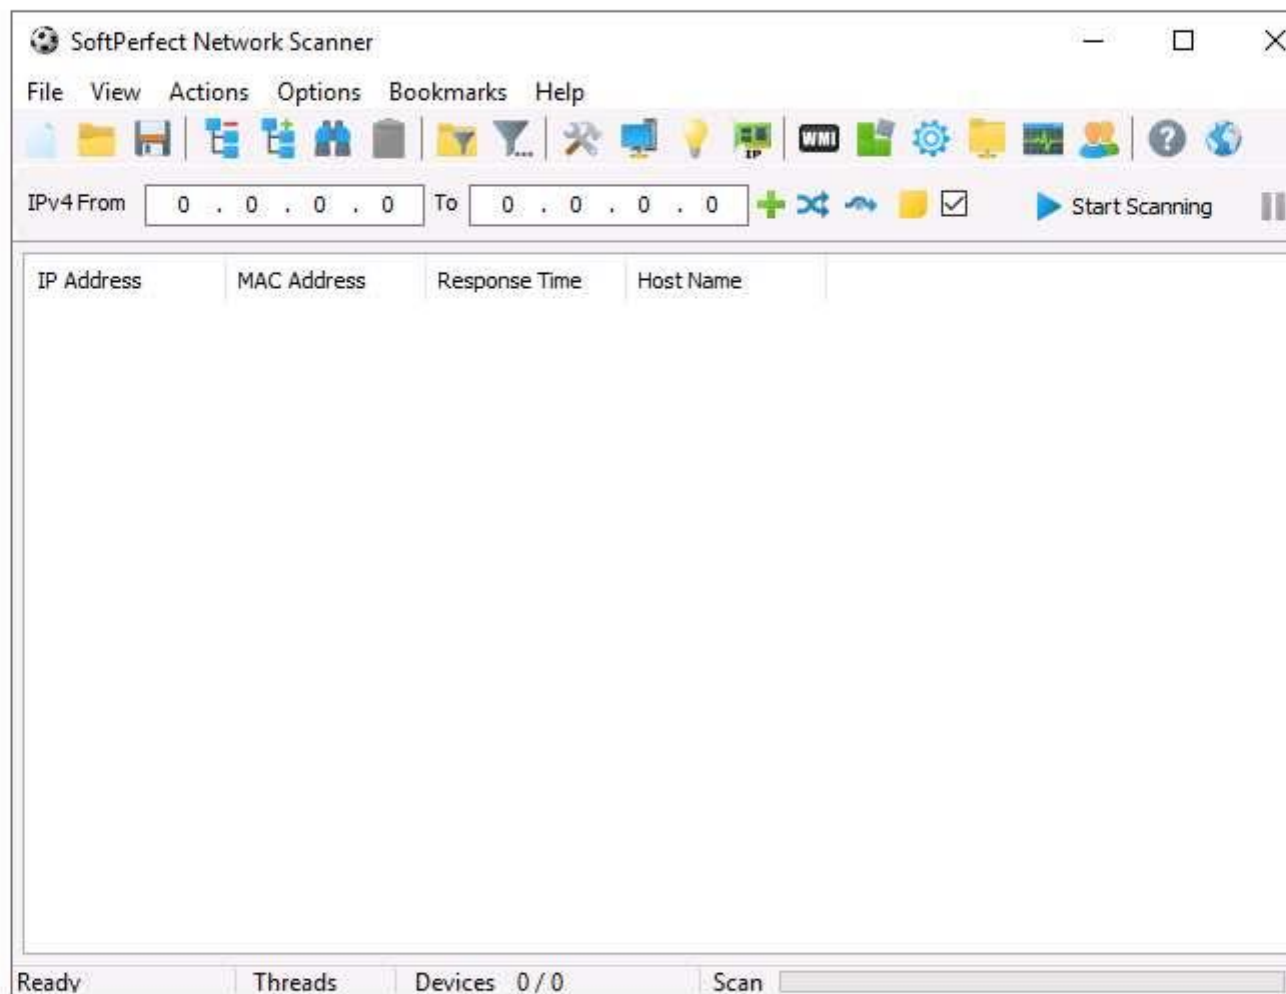 SoftPerfect Network Scanner
File View Actions Options Bookmarks Help
IP WMI ?
IPv4 From 0 . 0 . 0 . 0 To 0 . 0 . 0 . 0 Start Scanning
IP Address MAC Address Response Time Host Name
Ready Threads Devices 0 / 0 Scan